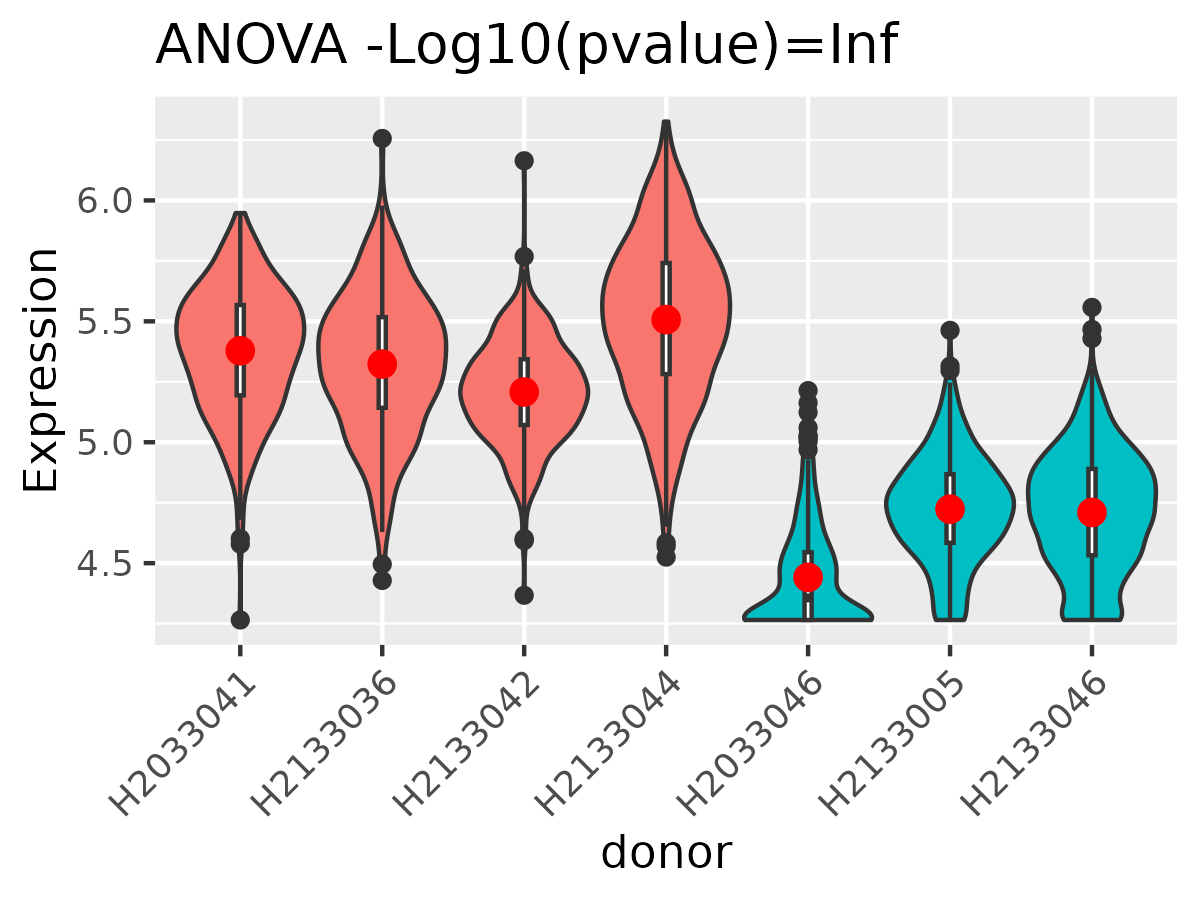 ANOVA -Log10(pvalue)=Inf
Expression
6.0
5.5
5.0
4.5
H2033041
H2133036
H2133042
H2133044
H2033046
H2133005
H2133046
donor